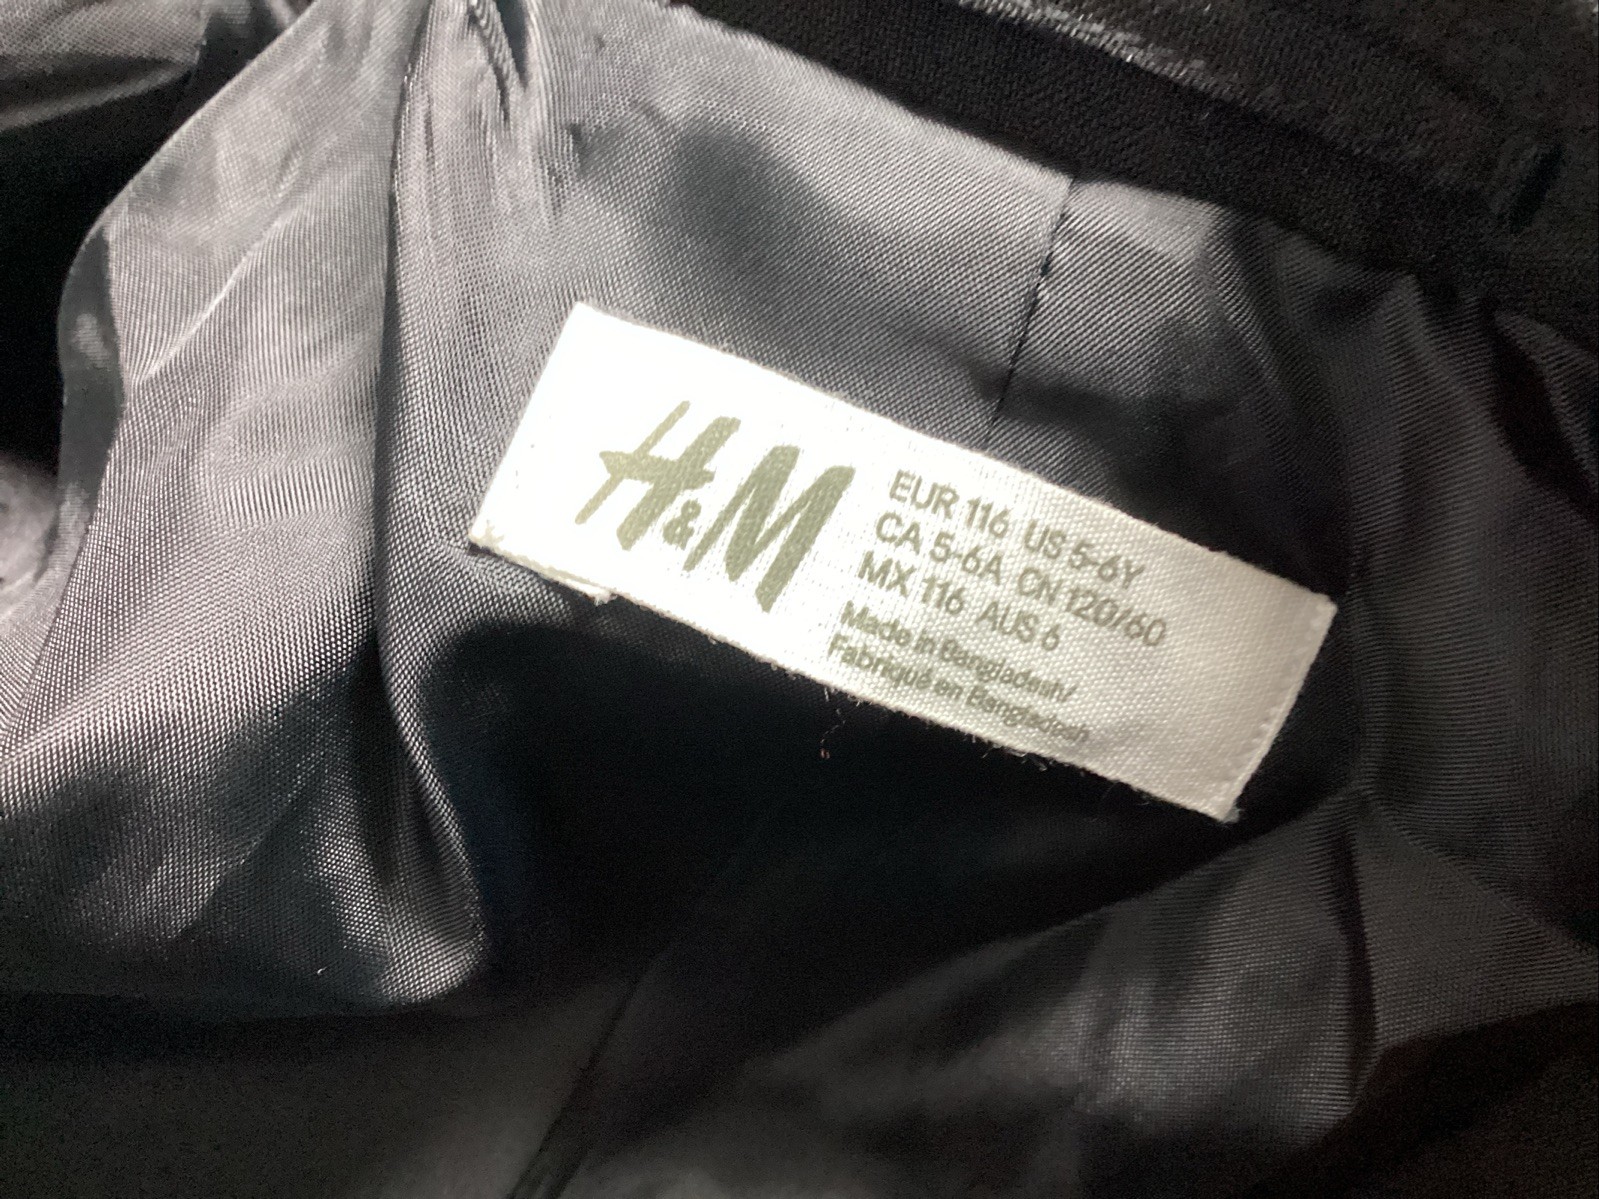 H&M
EUR 116 US 5-6Y
CA 5-6A CN 120/60
MX 116 AUS 6
Made in Bangladesh/
Fabriqué en Bangladesh